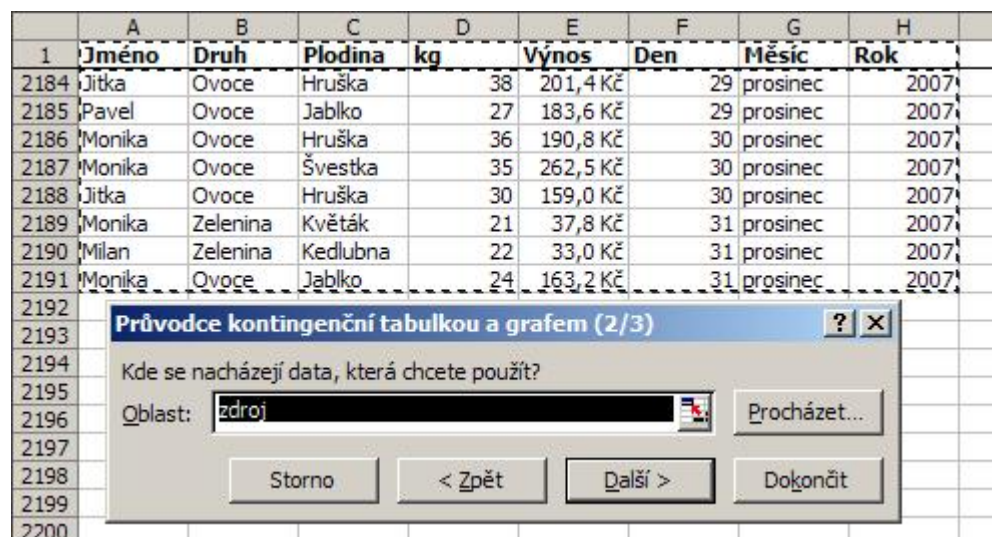 A B C D E F G H
1 Jméno Druh Plodina kg Výnos Den Měsíc Rok
2184 Jitka Ovoce Hruška 38 201,4 Kč 29 prosinec 2007
2185 Pavel Ovoce Jablko 27 183,6 Kč 29 prosinec 2007
2186 Monika Ovoce Hruška 36 190,8 Kč 30 prosinec 2007
2187 Monika Ovoce Švestka 35 262,5 Kč 30 prosinec 2007
2188 Jitka Ovoce Hruška 30 159,0 Kč 30 prosinec 2007
2189 Monika Zelenina Květák 21 37,8 Kč 31 prosinec 2007
2190 Milan Zelenina Kedlubna 22 33,0 Kč 31 prosinec 2007
2191 Monika Ovoce Jablko 24 163,2 Kč 31 prosinec 2007
2192
2193 Průvodce kontingenční tabulkou a grafem (2/3) ? X
2194 Kde se nacházejí data, která chcete použít?
2195
2196 Oblast: zdroj Procházet...
2197
2198 Storno < Zpět Další > Dokončit
2199
2200